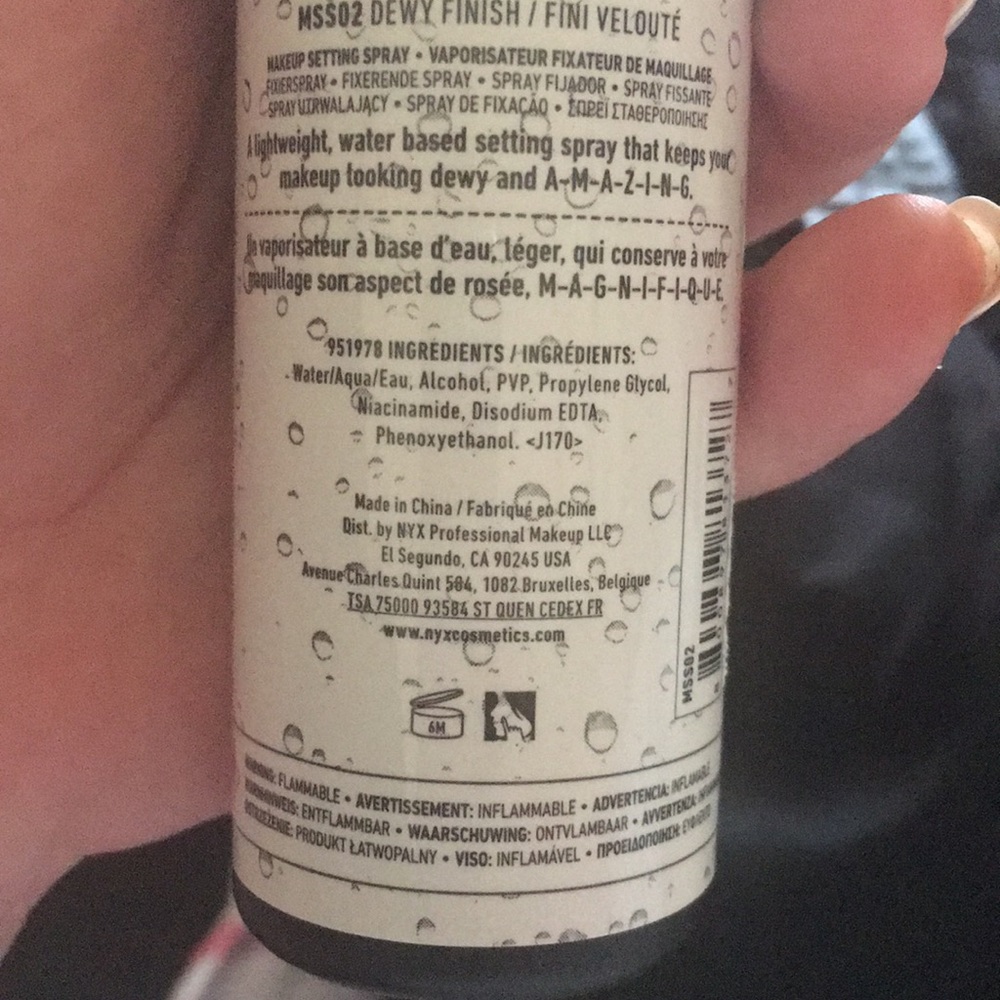 MSS02 DEWY FINISH / FINI VELOUTÉ
MAKEUP SETTING SPRAY • VAPORISATEUR FIXATEUR DE MAQUILLAGE
FIXIERSPRAY • FIXERENDE SPRAY • SPRAY FIJADOR • SPRAY FISSANTE
SPRAY UTRWALAJĄCY • SPRAY DE FIXAÇÃO • ΣΠΡΕΪ ΣΤΑΘΕΡΟΠΟΙΗΣΗΣ
A lightweight, water based setting spray that keeps your
makeup looking dewy and A-M-A-Z-I-N-G.
Un vaporisateur à base d'eau, léger, qui conserve à votre
maquillage son aspect de rosée, M-A-G-N-I-F-I-Q-U-E.
951978 INGREDIENTS / INGRÉDIENTS:
Water/Aqua/Eau, Alcohol, PVP, Propylene Glycol,
Niacinamide, Disodium EDTA,
Phenoxyethanol. <J170>
Made in China / Fabriqué en Chine
Dist. by NYX Professional Makeup LLC
El Segundo, CA 90245 USA
Avenue Charles Quint 584, 1082 Bruxelles, Belgique
TSA 75000 93584 ST QUEN CEDEX FR
www.nyxcosmetics.com
MSS02
6M
WARNING: FLAMMABLE • AVERTISSEMENT: INFLAMMABLE • ADVERTENCIA: INFLAMABLE
ENTFLAMMBAR • WAARSCHUWING: ONTVLAMBAAR • AVVERTENZA:
OSTRZEŻENIE: PRODUKT ŁATWOPALNY • VISO: INFLAMÁVEL • ΠΡΟΕΙΔΟΠΟΙΗΣΗ: